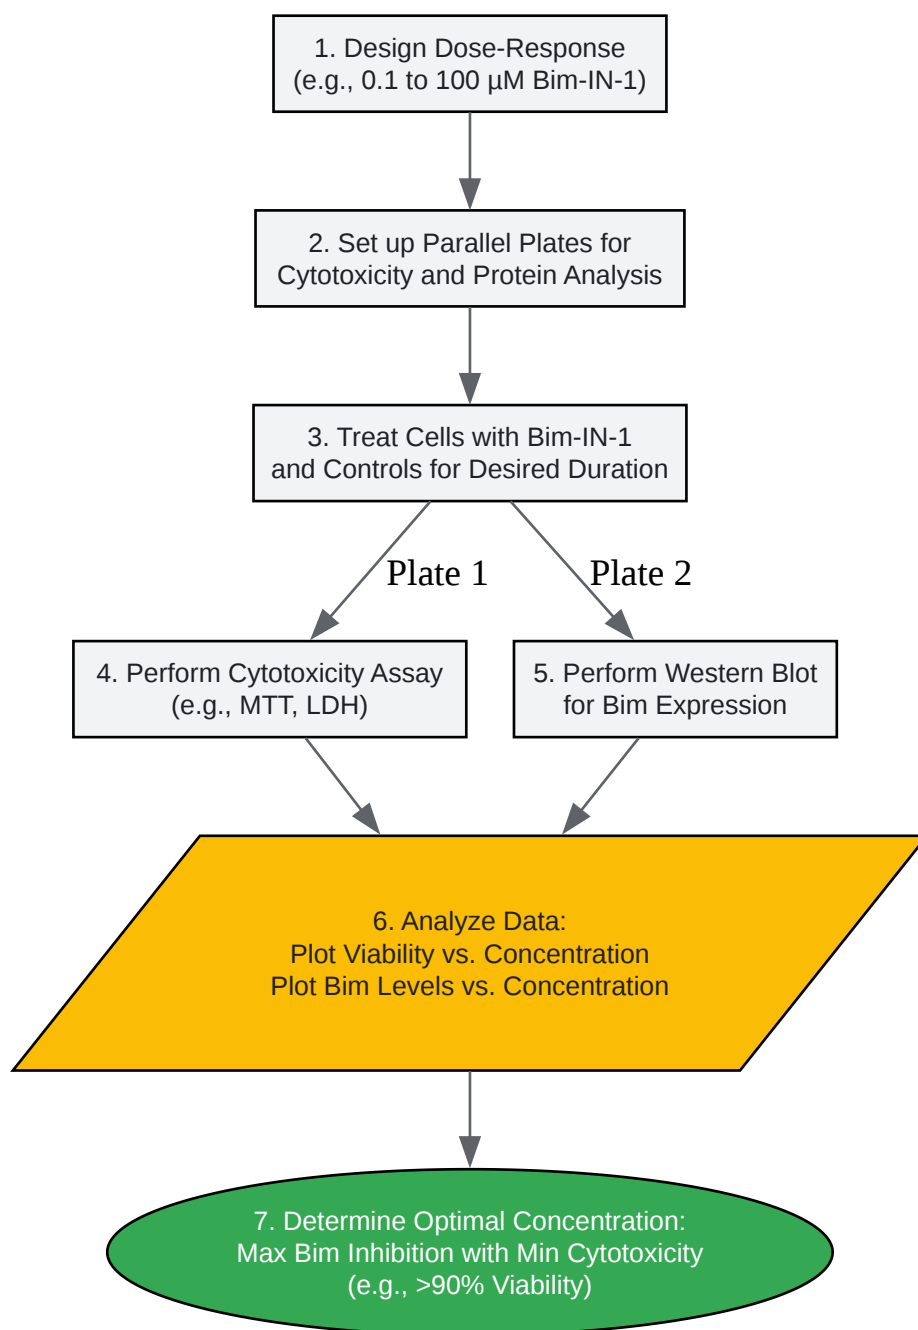 1. Design Dose-Response
(e.g., 0.1 to 100 µM Bim-IN-1)
2. Set up Parallel Plates for
Cytotoxicity and Protein Analysis
3. Treat Cells with Bim-IN-1
and Controls for Desired Duration
Plate 1
Plate 2
4. Perform Cytotoxicity Assay
(e.g., MTT, LDH)
5. Perform Western Blot
for Bim Expression
6. Analyze Data:
Plot Viability vs. Concentration
Plot Bim Levels vs. Concentration
7. Determine Optimal Concentration:
Max Bim Inhibition with Min Cytotoxicity
(e.g., >90% Viability)